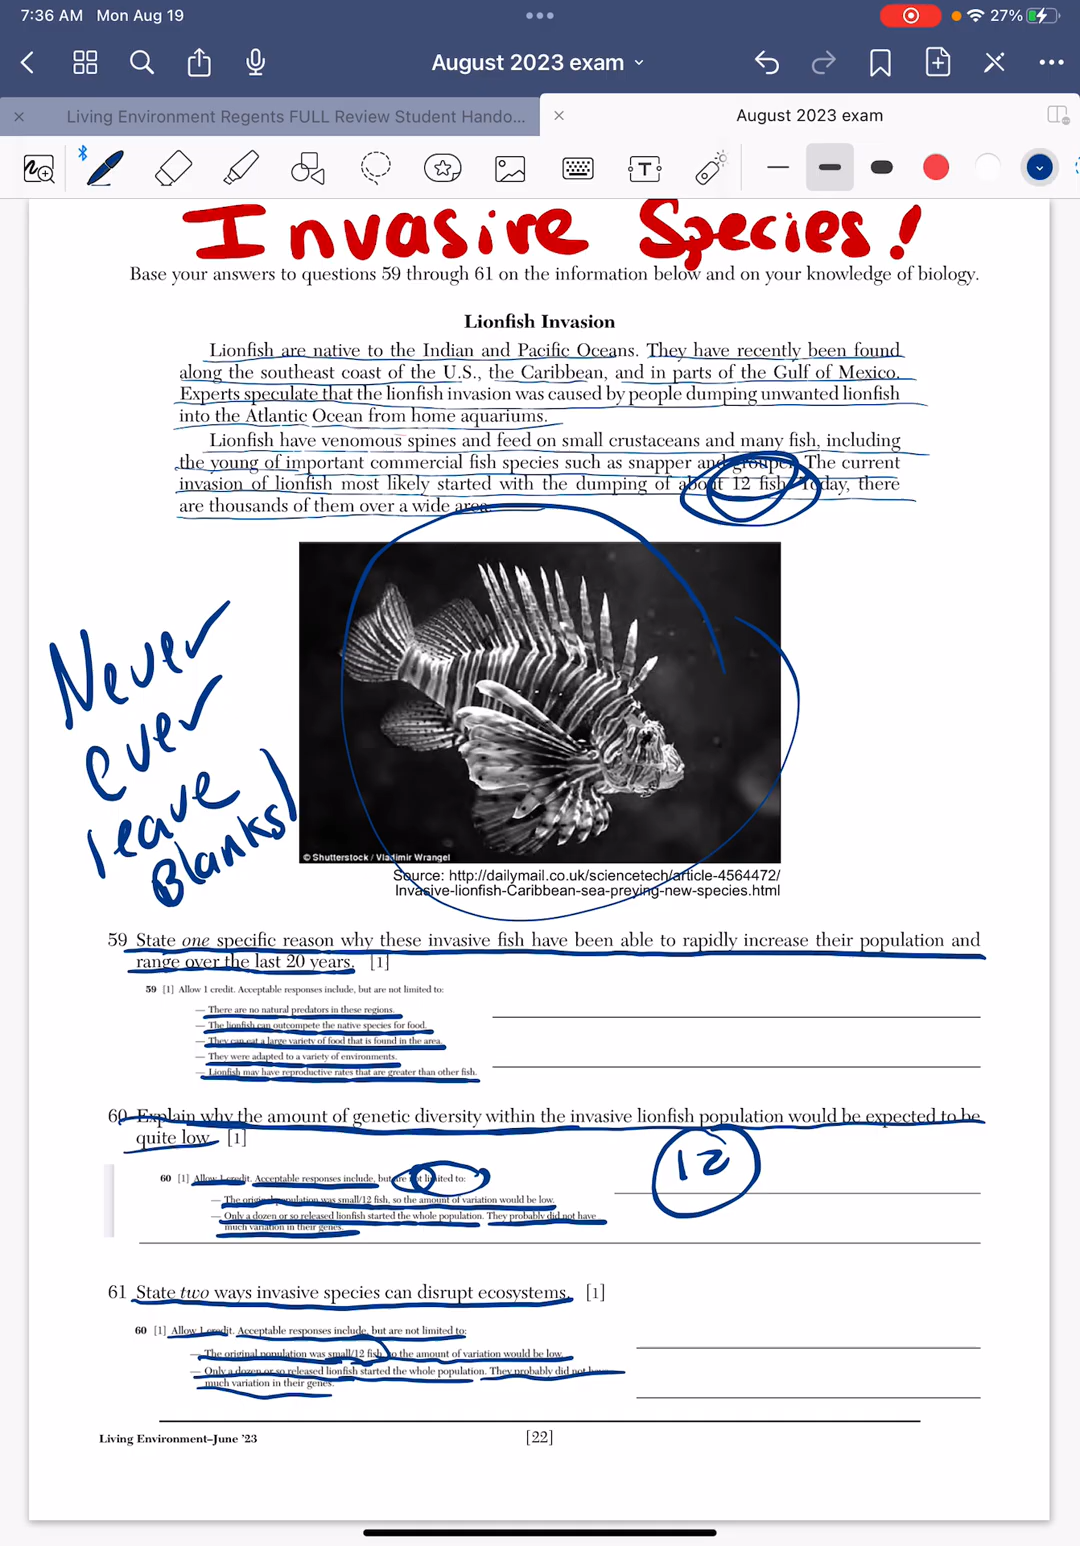 7:36 AM Mon Aug 19
27%
August 2023 exam
Living Environment Regents FULL Review Student Hando...
August 2023 exam
Invasive Species!
Base your answers to questions 59 through 61 on the information below and on your knowledge of biology.
Lionfish Invasion
Lionfish are native to the Indian and Pacific Oceans. They have recently been found
along the southeast coast of the U.S., the Caribbean, and in parts of the Gulf of Mexico.
Experts speculate that the lionfish invasion was caused by people dumping unwanted lionfish
into the Atlantic Ocean from home aquariums.
Lionfish have venomous spines and feed on small crustaceans and many fish, including
the young of important commercial fish species such as snapper and grouper. The current
invasion of lionfish most likely started with the dumping of about 12 fish. Today, there
are thousands of them over a wide area.
Never
ever
leave
Blanks!
© Shutterstock / Vladimir Wrangel
Source: http://dailymail.co.uk/sciencetech/article-4564472/
Invasive-lionfish-Caribbean-sea-preying-new-species.html
59 State one specific reason why these invasive fish have been able to rapidly increase their population and
range over the last 20 years. [1]
59 [1] Allow 1 credit. Acceptable responses include, but are not limited to:
— There are no natural predators in these regions.
— The lionfish can outcompete the native species for food.
— They can eat a large variety of food that is found in the area.
— They were adapted to a variety of environments.
— Lionfish may have reproductive rates that are greater than other fish.
60 Explain why the amount of genetic diversity within the invasive lionfish population would be expected to be
quite low. [1]
12
60 [1] Allow 1 credit. Acceptable responses include, but are not limited to:
— The original population was small/12 fish, so the amount of variation would be low.
— Only a dozen or so released lionfish started the whole population. They probably did not have
much variation in their genes.
61 State two ways invasive species can disrupt ecosystems. [1]
60 [1] Allow 1 credit. Acceptable responses include, but are not limited to:
— The original population was small/12 fish, so the amount of variation would be low.
— Only a dozen or so released lionfish started the whole population. They probably did not have
much variation in their genes.
Living Environment–June '23
[22]